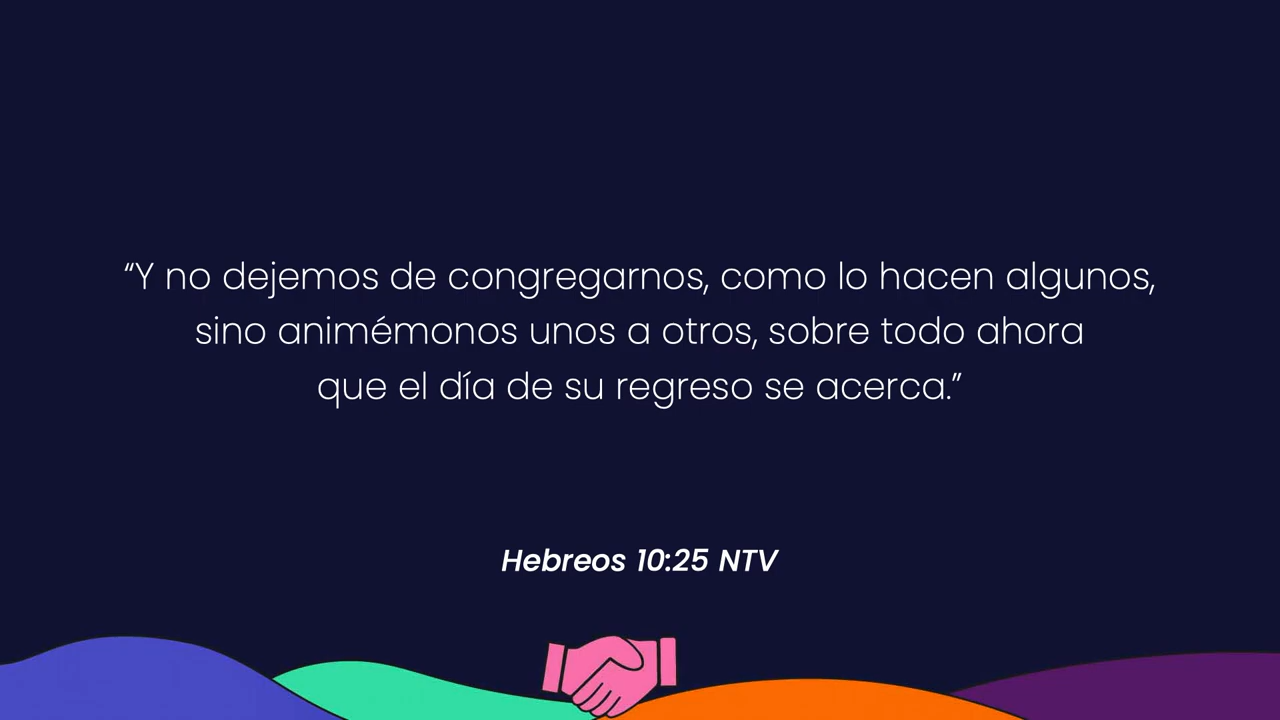 “Y no dejemos de congregarnos, como lo hacen algunos,
sino animémonos unos a otros, sobre todo ahora
que el día de su regreso se acerca.”
Hebreos 10:25 NTV